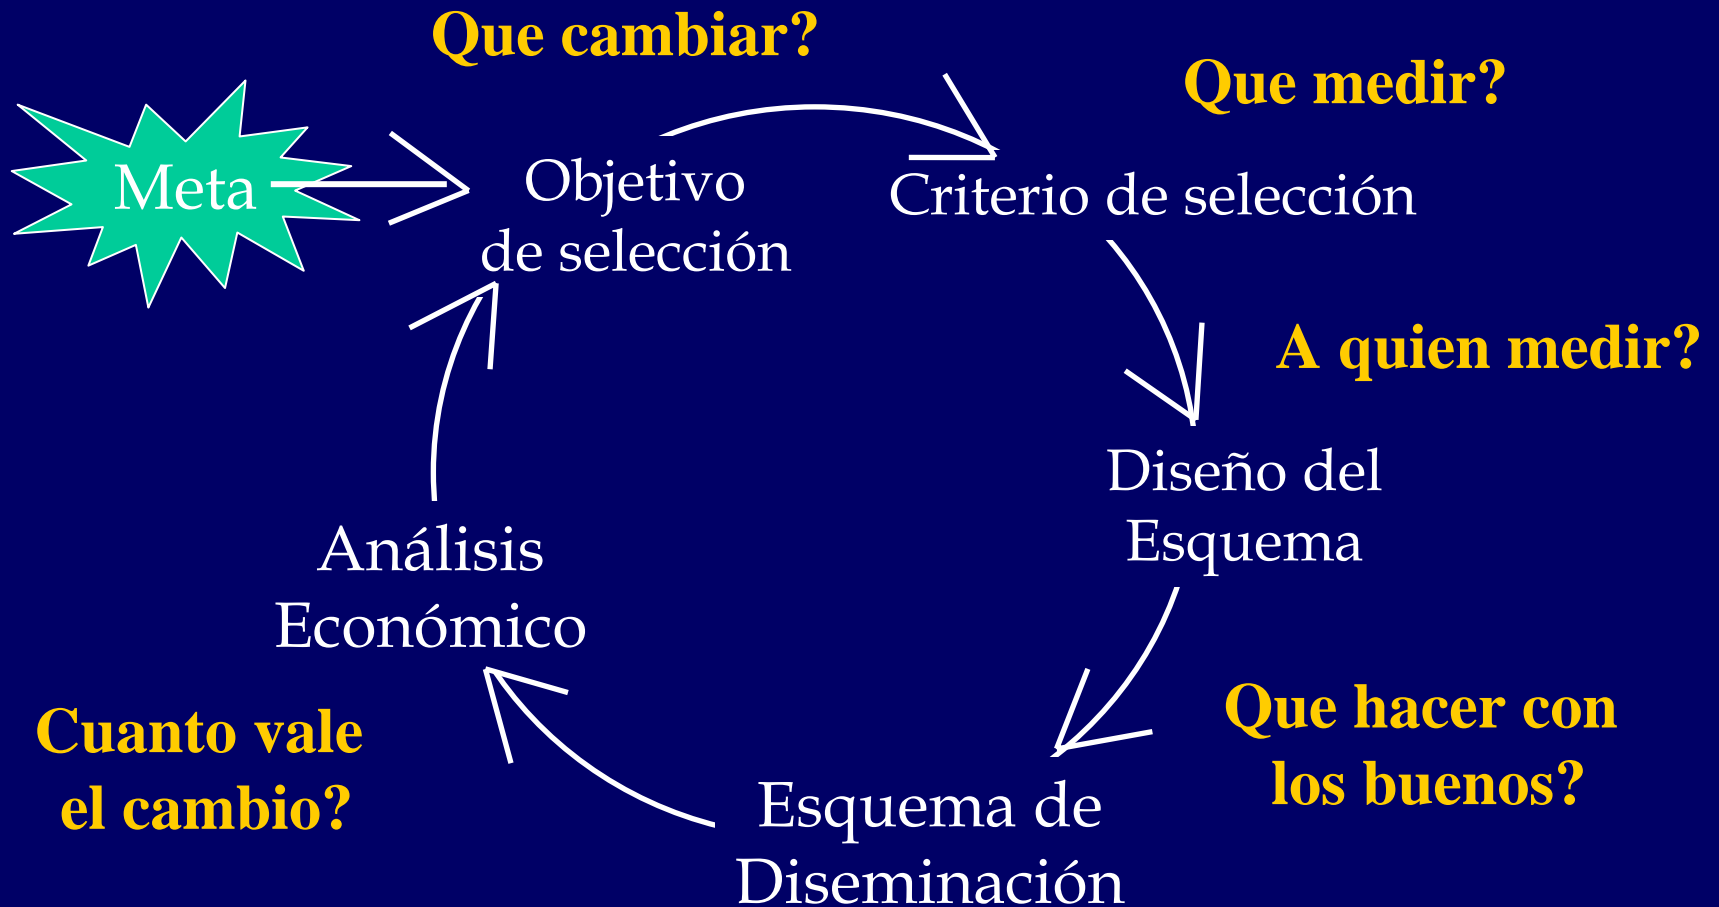 Que cambiar?
Que medir?
Meta
Objetivo
de selección
Criterio de selección
A quien medir?
Diseño del
Esquema
Análisis
Económico
Que hacer con
los buenos?
Cuanto vale
el cambio?
Esquema de
Diseminación